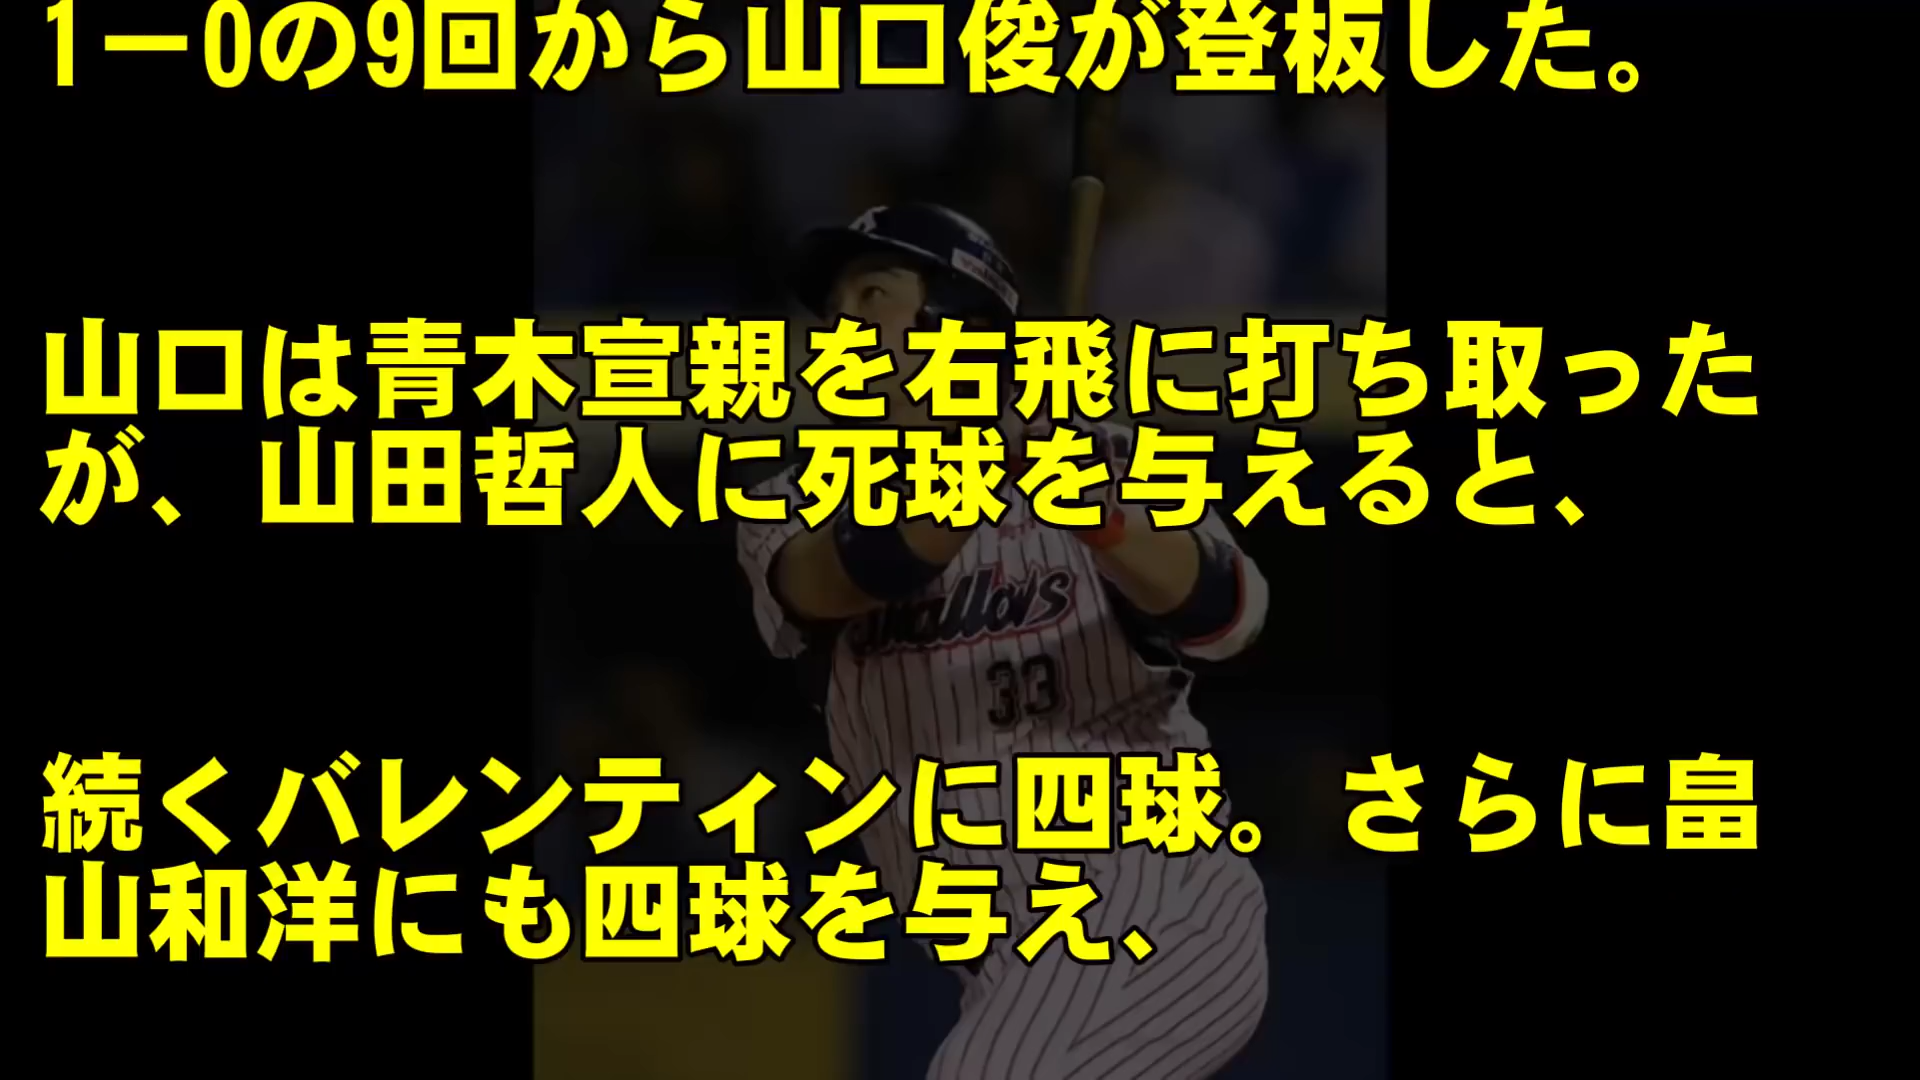 1－0の9回から山口俊が登板した。
山口は青木宣親を右飛に打ち取った
が、山田哲人に死球を与えると、
続くバレンティンに四球。さらに畠
山和洋にも四球を与え、
Swallows
33